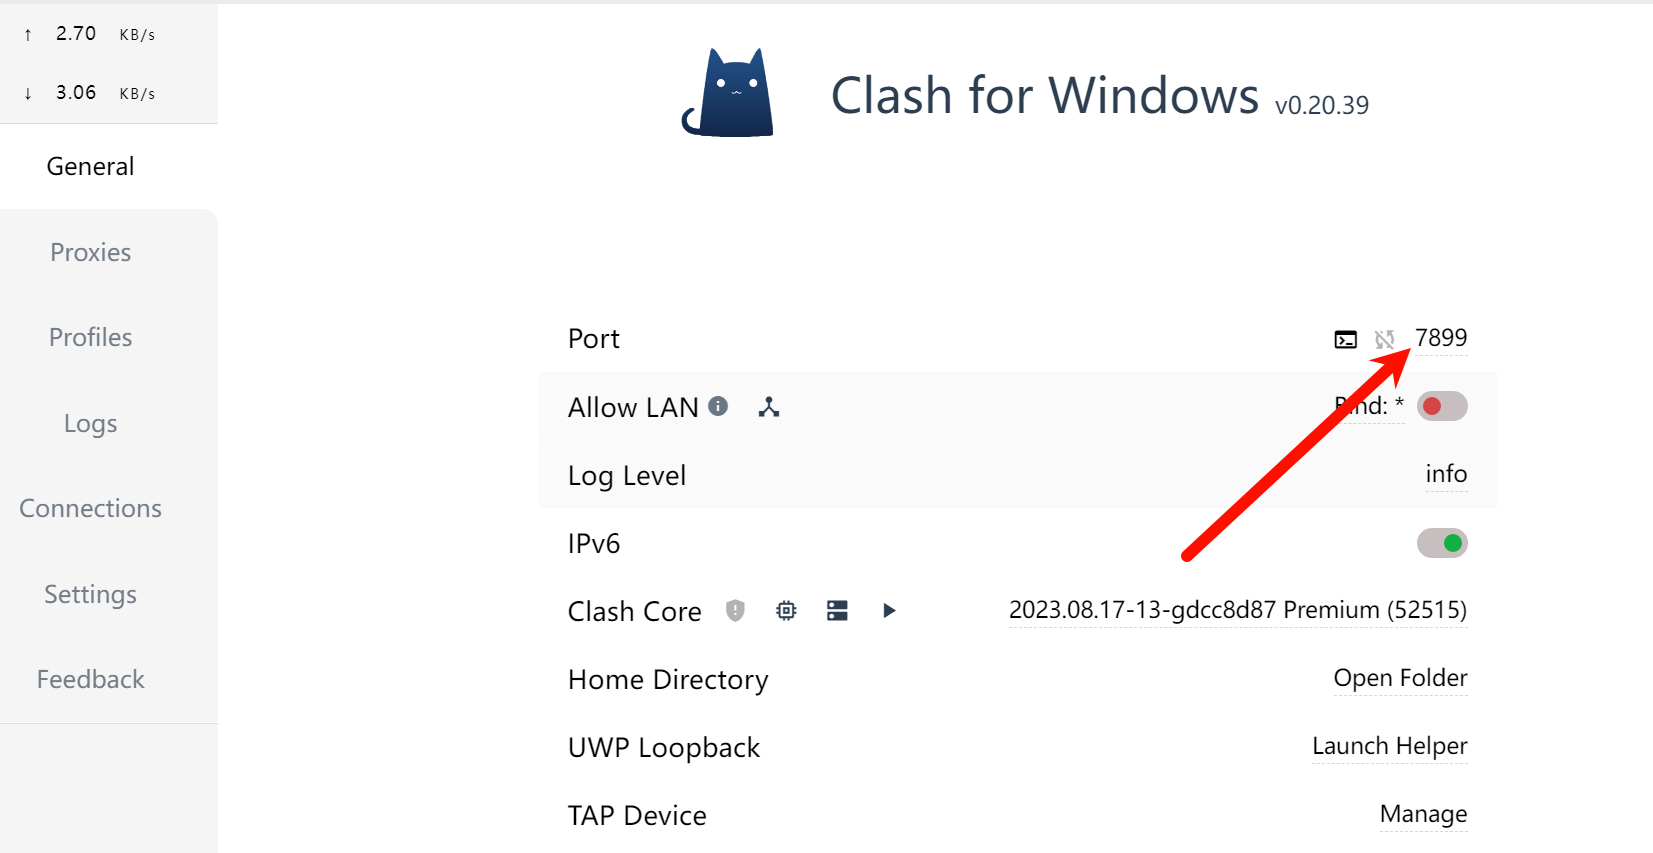 ↑ 2.70 KB/s
↓ 3.06 KB/s
General
Proxies
Profiles
Logs
Connections
Settings
Feedback
Clash for Windows v0.20.39
Port 7899
Allow LAN Bind: *
Log Level info
IPv6
Clash Core 2023.08.17-13-gdcc8d87 Premium (52515)
Home Directory Open Folder
UWP Loopback Launch Helper
TAP Device Manage